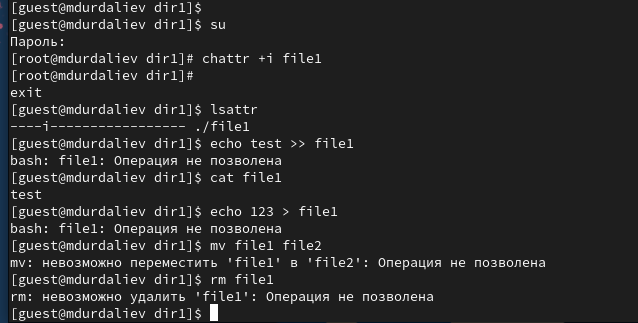 [guest@mdurdaliev dir1]$
[guest@mdurdaliev dir1]$ su
Пароль:
[root@mdurdaliev dir1]# chattr +i file1
[root@mdurdaliev dir1]#
exit
[guest@mdurdaliev dir1]$ lsattr
----i----------------- ./file1
[guest@mdurdaliev dir1]$ echo test >> file1
bash: file1: Операция не позволена
[guest@mdurdaliev dir1]$ cat file1
test
[guest@mdurdaliev dir1]$ echo 123 > file1
bash: file1: Операция не позволена
[guest@mdurdaliev dir1]$ mv file1 file2
mv: невозможно переместить 'file1' в 'file2': Операция не позволена
[guest@mdurdaliev dir1]$ rm file1
rm: невозможно удалить 'file1': Операция не позволена
[guest@mdurdaliev dir1]$